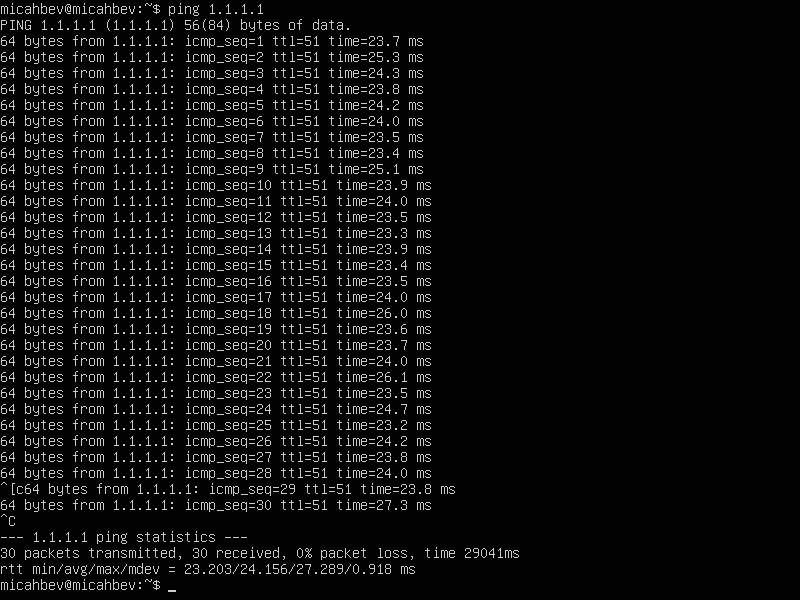 micahbev@micahbev:~$ ping 1.1.1.1
PING 1.1.1.1 (1.1.1.1) 56(84) bytes of data.
64 bytes from 1.1.1.1: icmp_seq=1 ttl=51 time=23.7 ms
64 bytes from 1.1.1.1: icmp_seq=2 ttl=51 time=25.3 ms
64 bytes from 1.1.1.1: icmp_seq=3 ttl=51 time=24.3 ms
64 bytes from 1.1.1.1: icmp_seq=4 ttl=51 time=23.8 ms
64 bytes from 1.1.1.1: icmp_seq=5 ttl=51 time=24.2 ms
64 bytes from 1.1.1.1: icmp_seq=6 ttl=51 time=24.0 ms
64 bytes from 1.1.1.1: icmp_seq=7 ttl=51 time=23.5 ms
64 bytes from 1.1.1.1: icmp_seq=8 ttl=51 time=23.4 ms
64 bytes from 1.1.1.1: icmp_seq=9 ttl=51 time=25.1 ms
64 bytes from 1.1.1.1: icmp_seq=10 ttl=51 time=23.9 ms
64 bytes from 1.1.1.1: icmp_seq=11 ttl=51 time=24.0 ms
64 bytes from 1.1.1.1: icmp_seq=12 ttl=51 time=23.5 ms
64 bytes from 1.1.1.1: icmp_seq=13 ttl=51 time=23.3 ms
64 bytes from 1.1.1.1: icmp_seq=14 ttl=51 time=23.9 ms
64 bytes from 1.1.1.1: icmp_seq=15 ttl=51 time=23.4 ms
64 bytes from 1.1.1.1: icmp_seq=16 ttl=51 time=23.5 ms
64 bytes from 1.1.1.1: icmp_seq=17 ttl=51 time=24.0 ms
64 bytes from 1.1.1.1: icmp_seq=18 ttl=51 time=26.0 ms
64 bytes from 1.1.1.1: icmp_seq=19 ttl=51 time=23.6 ms
64 bytes from 1.1.1.1: icmp_seq=20 ttl=51 time=23.7 ms
64 bytes from 1.1.1.1: icmp_seq=21 ttl=51 time=24.0 ms
64 bytes from 1.1.1.1: icmp_seq=22 ttl=51 time=26.1 ms
64 bytes from 1.1.1.1: icmp_seq=23 ttl=51 time=23.5 ms
64 bytes from 1.1.1.1: icmp_seq=24 ttl=51 time=24.7 ms
64 bytes from 1.1.1.1: icmp_seq=25 ttl=51 time=23.2 ms
64 bytes from 1.1.1.1: icmp_seq=26 ttl=51 time=24.2 ms
64 bytes from 1.1.1.1: icmp_seq=27 ttl=51 time=23.8 ms
64 bytes from 1.1.1.1: icmp_seq=28 ttl=51 time=24.0 ms
^[c64 bytes from 1.1.1.1: icmp_seq=29 ttl=51 time=23.8 ms
64 bytes from 1.1.1.1: icmp_seq=30 ttl=51 time=27.3 ms
^C
--- 1.1.1.1 ping statistics ---
30 packets transmitted, 30 received, 0% packet loss, time 29041ms
rtt min/avg/max/mdev = 23.203/24.156/27.289/0.918 ms
micahbev@micahbev:~$ _